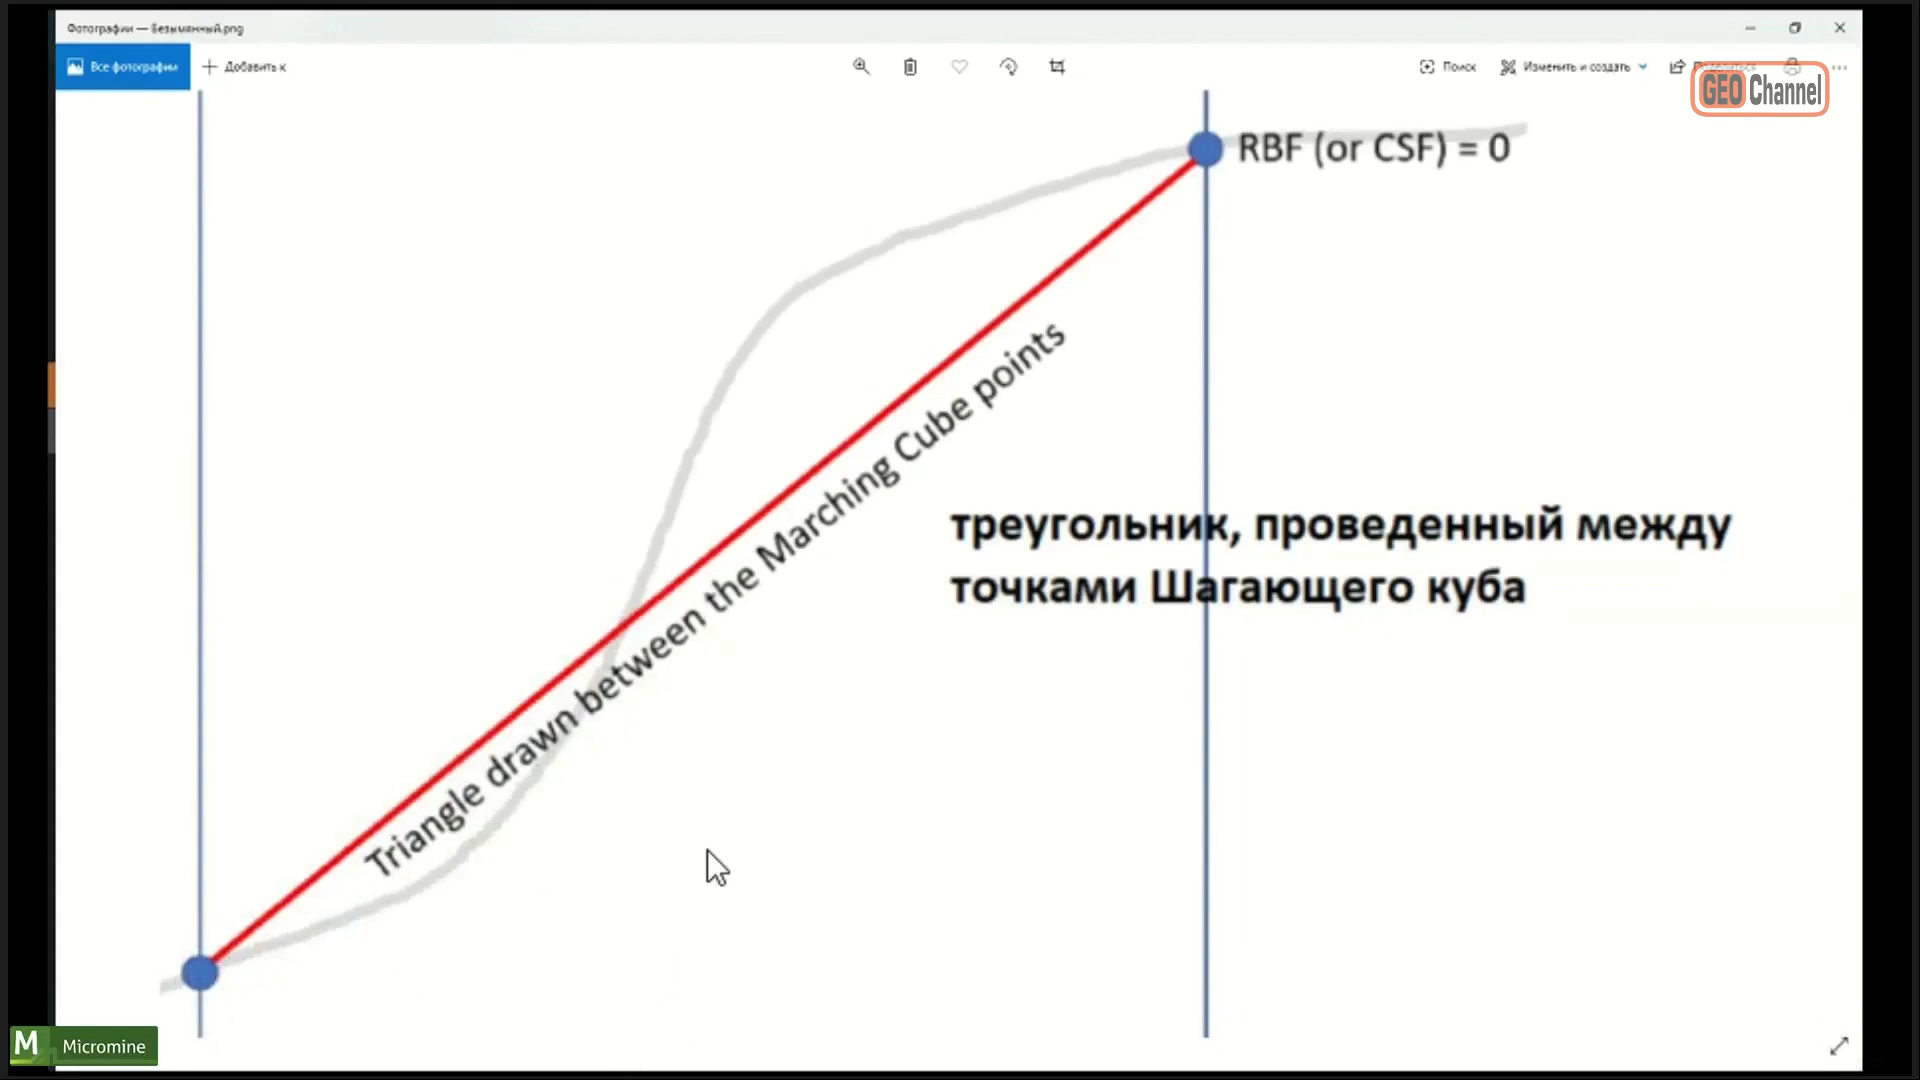 Фотографии — Безымянный.png
Все фотографии
Добавить к
Поиск
Изменить и создать
Поделиться
GEO Channel
RBF (or CSF) = 0
Triangle drawn between the Marching Cube points
треугольник, проведенный между
точками Шагающего куба
M Micromine